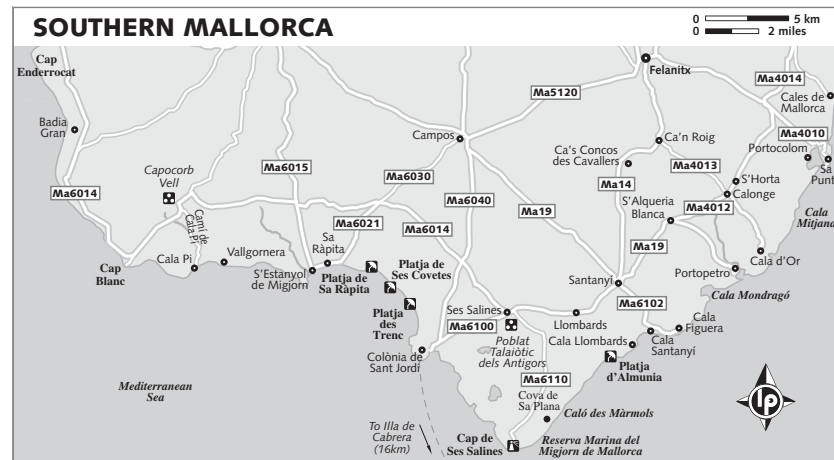 SOUTHERN MALLORCA
0 5 km
0 2 miles
Cap
Enderrocat
Felanitx
Ma4014
Ma5120
Cales de
Mallorca
Badia
Gran
Campos
Ca'n Roig
Ma4010
Portocolom
Ca's Concos
des Cavallers
Ma4013
Sa
Punta
Capocorb
Vell
Ma6015
Ma6030
S'Horta
Ma14
Calonge
Ma6014
Ma6040
S'Alqueria
Blanca
Ma4012
Cala
Mitjana
Camí de
Cala Pi
Ma6021
Ma6014
Ma19
Ma19
Sa
Ràpita
Cala Pi
Vallgornera
Cap
Blanc
S'Estanyol
de Migjorn
Platja de
Sa Ràpita
Platja de
Ses Covetes
Cala d'Or
Portopetro
Santanyí
Cala Mondragó
Platja
des
Trenc
Ses Salines
Ma6102
Ma6100
Llombards
Cala
Figuera
Cala Llombards
Cala
Santanyí
Poblat
Talaiòtic
dels Antigors
Colònia de
Sant Jordi
Platja
d'Almunia
Ma6110
Mediterranean
Sea
Cova de
Sa Plana
Caló des Màrmols
To Illa de
Cabrera
(16km)
Cap de
Ses Salines
Reserva Marina del
Migjorn de Mallorca
lp